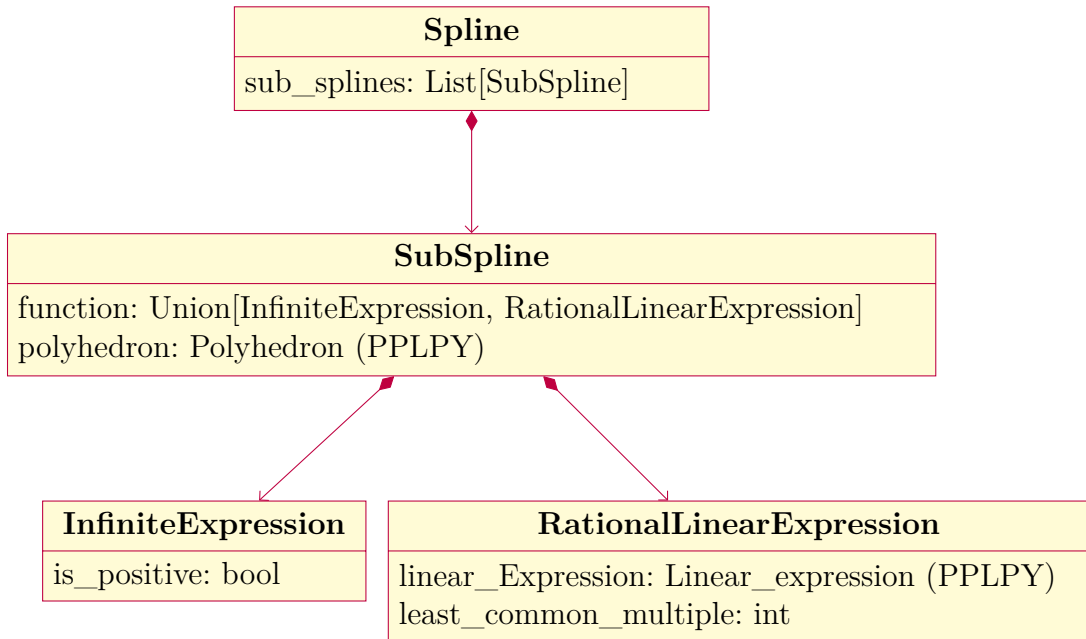 Spline
sub_splines: List[SubSpline]
SubSpline
function: Union[InfiniteExpression, RationalLinearExpression]
polyhedron: Polyhedron (PPLPY)
InfiniteExpression
is_positive: bool
RationalLinearExpression
linear_Expression: Linear_expression (PPLPY)
least_common_multiple: int